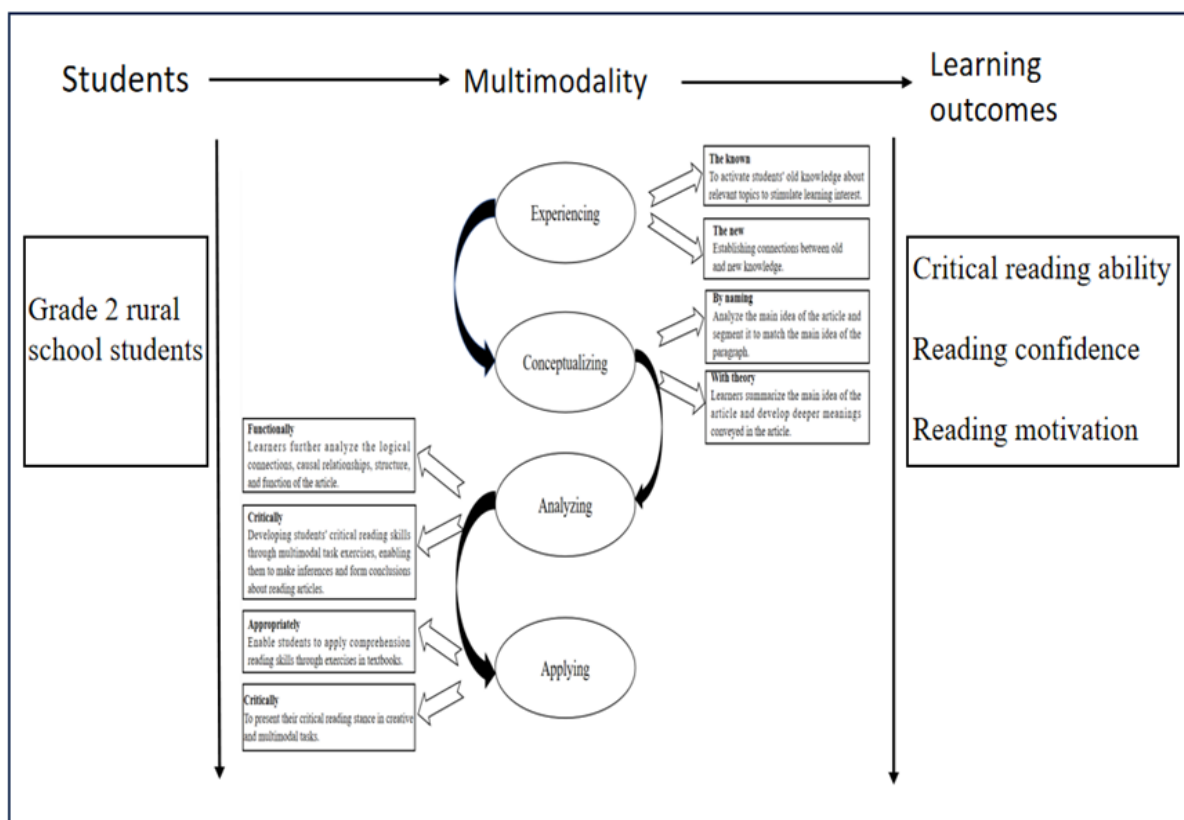 Students
Multimodality
Learning
outcomes
Grade 2 rural
school students
Experiencing
The known
To activate students' old knowledge about
relevant topics to stimulate learning interest.
The new
Establishing connections between old
and new knowledge.
Conceptualizing
By naming
Analyze the main idea of the article and
segment it to match the main idea of the
paragraph.
With theory
Learners summarize the main idea of the
article and develop deeper meanings
conveyed in the article.
Analyzing
Functionally
Learners further analyze the logical
connections, causal relationships, structure,
and function of the article.
Critically
Developing students' critical reading skills
through multimodal task exercises, enabling
them to make inferences and form conclusions
about reading articles.
Applying
Appropriately
Enable students to apply comprehension
reading skills through exercises in textbooks.
Critically
To present their critical reading stance in creative
and multimodal tasks.
Critical reading ability
Reading confidence
Reading motivation